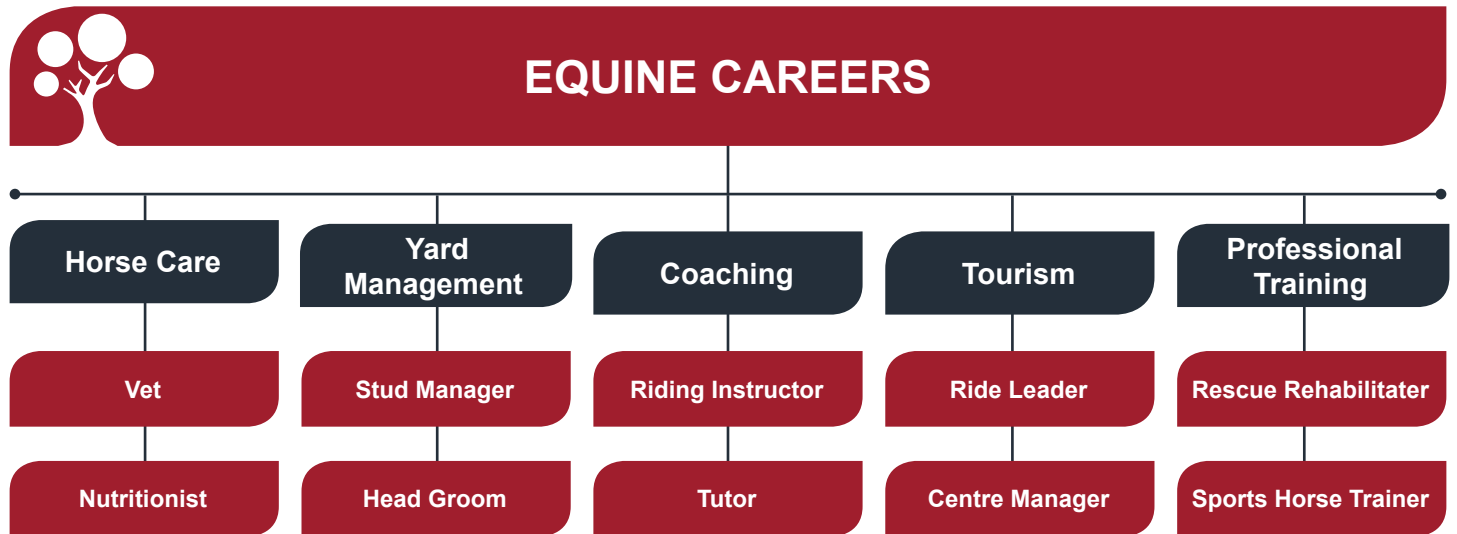 EQUINE CAREERS
Horse Care
Yard
Management
Coaching
Tourism
Professional
Training
Vet
Stud Manager
Riding Instructor
Ride Leader
Rescue Rehabilitater
Nutritionist
Head Groom
Tutor
Centre Manager
Sports Horse Trainer